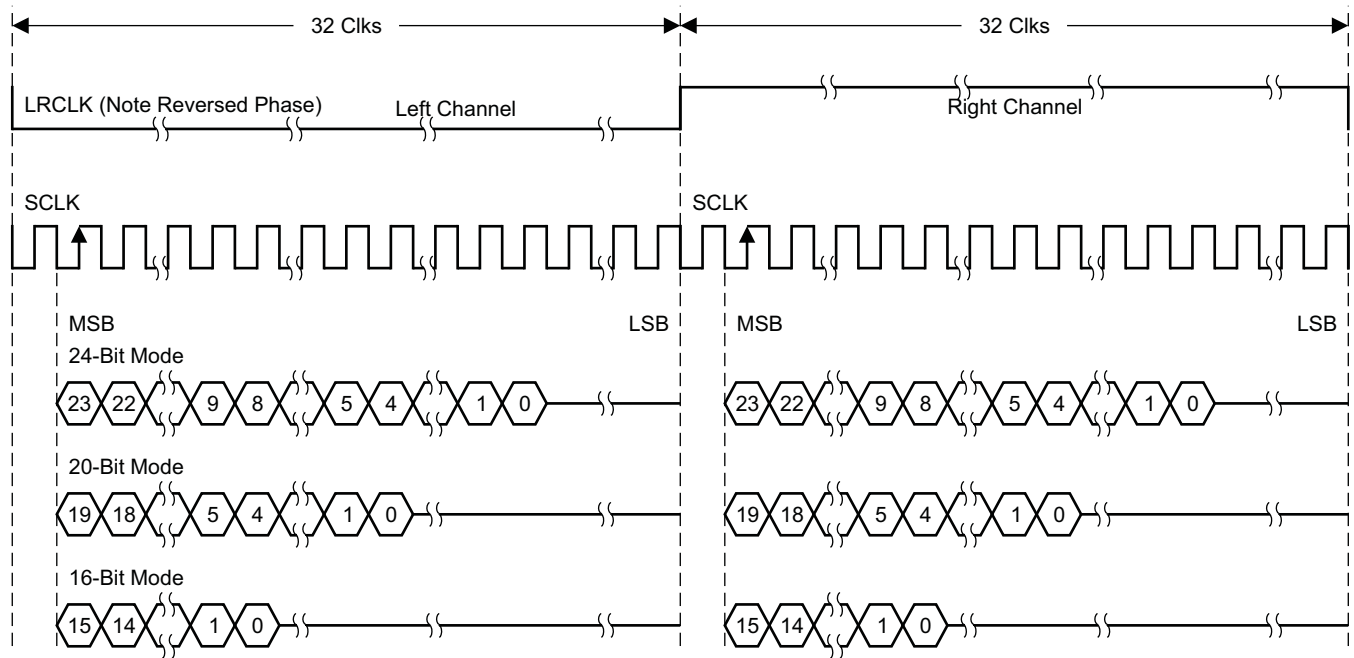 32 Clks 32 Clks
LRCLK (Note Reversed Phase) Left Channel Right Channel
SCLK SCLK
MSB LSB MSB LSB
24-Bit Mode
23 22 9 8 5 4 1 0 23 22 9 8 5 4 1 0
20-Bit Mode
19 18 5 4 1 0 19 18 5 4 1 0
16-Bit Mode
15 14 1 0 15 14 1 0